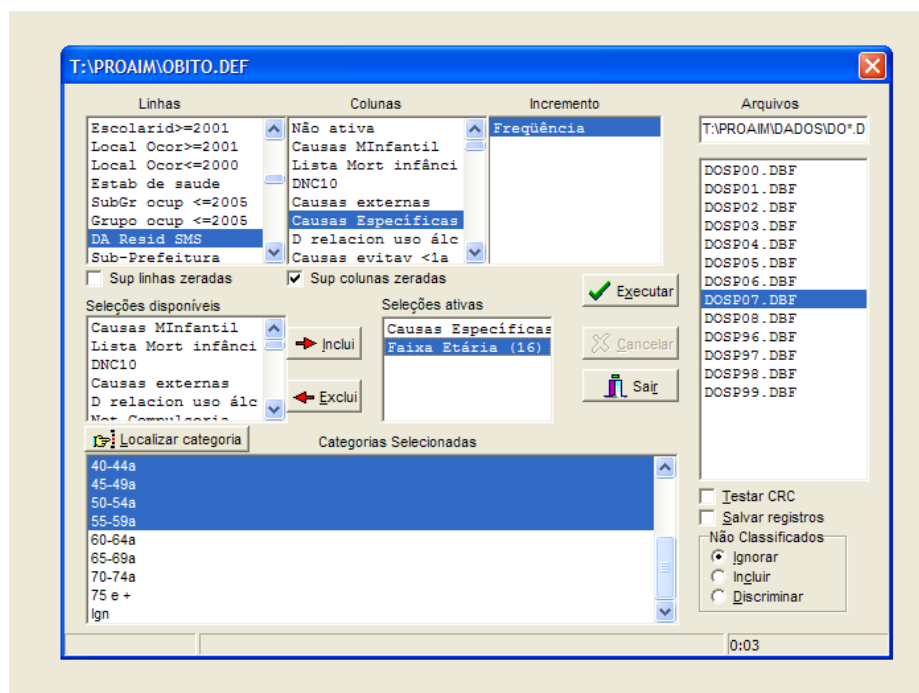 T:\PROAIM\OBITO.DEF
Linhas
Escolarid>=2001
Local Ocor>=2001
Local Ocor<=2000
Estab de saude
SubGr ocup <=2005
Grupo ocup <=2005
DA Resid SMS
Sub-Prefeitura
Sup linhas zeradas
Colunas
Não ativa
Causas MInfantil
Lista Mort infânci
DNC10
Causas externas
Causas Específicas
D relacion uso álc
Causas evitav <1a
Sup colunas zeradas
Incremento
Freqüência
Arquivos
T:\PROAIM\DADOS\DO*.D
DOSP00.DBF
DOSP01.DBF
DOSP02.DBF
DOSP03.DBF
DOSP04.DBF
DOSP05.DBF
DOSP06.DBF
DOSP07.DBF
DOSP08.DBF
DOSP96.DBF
DOSP97.DBF
DOSP98.DBF
DOSP99.DBF
Seleções disponíveis
Causas MInfantil
Lista Mort infânci
DNC10
Causas externas
D relacion uso álc
Not Compulsoria
Inclui
Exclui
Seleções ativas
Causas Específicas
Faixa Etária (16)
Executar
Cancelar
Sair
Localizar categoria
Categorias Selecionadas
40-44a
45-49a
50-54a
55-59a
60-64a
65-69a
70-74a
75 e +
Ign
Testar CRC
Salvar registros
Não Classificados
Ignorar
Incluir
Discriminar
0:03